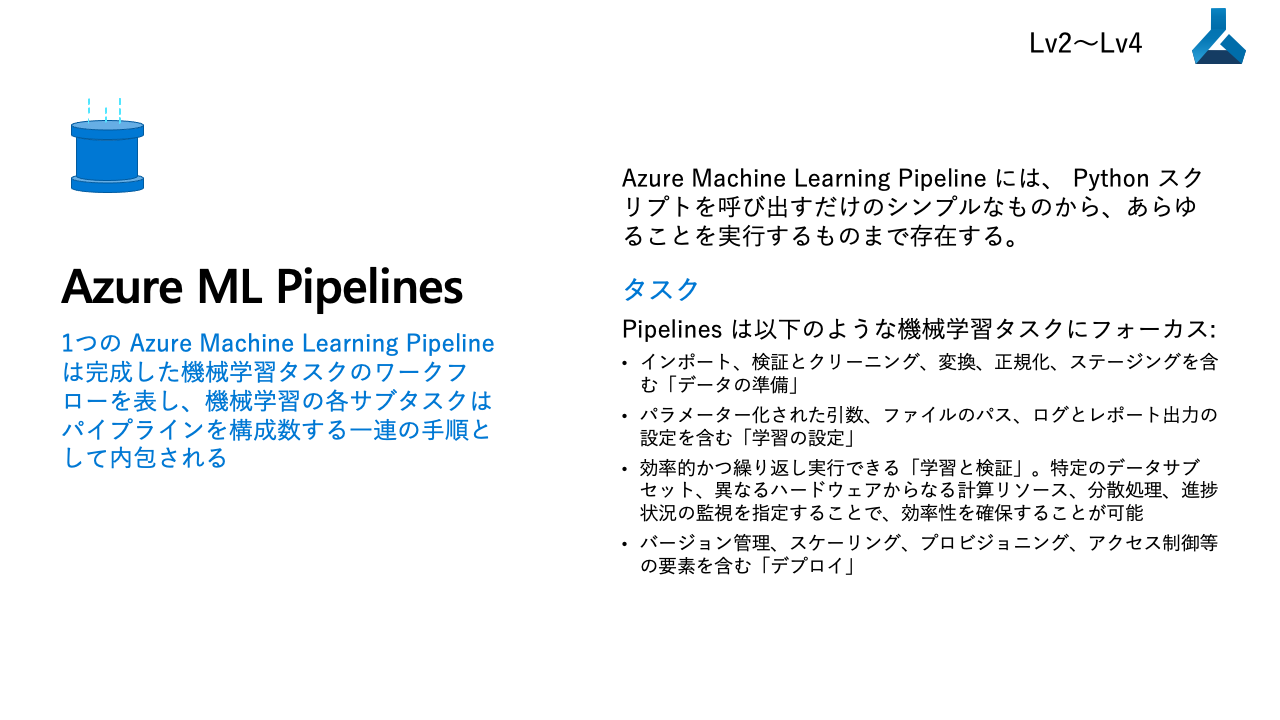 Lv2〜Lv4
Azure ML Pipelines
1つの Azure Machine Learning Pipeline
は完成した機械学習タスクのワークフ
ローを表し、機械学習の各サブタスクは
パイプラインを構成数する一連の手順と
して内包される
Azure Machine Learning Pipeline には、 Python スク
リプトを呼び出すだけのシンプルなものから、あらゆ
ることを実行するものまで存在する。
タスク
Pipelines は以下のような機械学習タスクにフォーカス:
• インポート、検証とクリーニング、変換、正規化、ステージングを含
む「データの準備」
• パラメーター化された引数、ファイルのパス、ログとレポート出力の
設定を含む「学習の設定」
• 効率的かつ繰り返し実行できる「学習と検証」。特定のデータサブ
セット、異なるハードウェアからなる計算リソース、分散処理、進捗
状況の監視を指定することで、効率性を確保することが可能
• バージョン管理、スケーリング、プロビジョニング、アクセス制御等
の要素を含む「デプロイ」